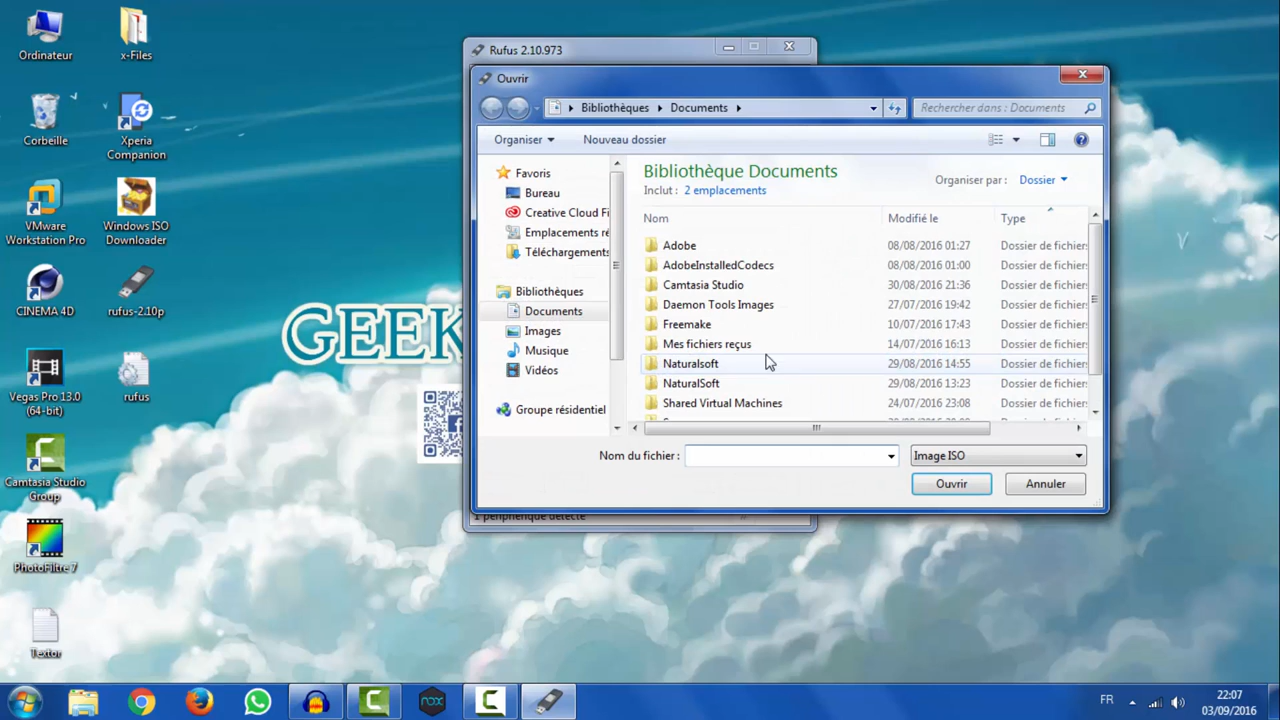 Ordinateur
x-Files
Corbeille
Xperia
Companion
VMware
Workstation Pro
Windows ISO
Downloader
CINEMA 4D
rufus-2.10p
Vegas Pro 13.0
(64-bit)
rufus
Camtasia Studio
Group
PhotoFiltre 7
Textor
GEEK
Rufus 2.10.973
Ouvrir
Bibliothèques
Documents
Rechercher dans : Documents
Organiser
Nouveau dossier
Favoris
Bureau
Creative Cloud Fi
Emplacements ré
Téléchargements
Bibliothèques
Documents
Images
Musique
Vidéos
Groupe résidentiel
Bibliothèque Documents
Inclut : 2 emplacements
Organiser par : Dossier
Nom Modifié le Type
Adobe 08/08/2016 01:27 Dossier de fichiers
AdobeInstalledCodecs 08/08/2016 01:00 Dossier de fichiers
Camtasia Studio 30/08/2016 21:36 Dossier de fichiers
Daemon Tools Images 27/07/2016 19:42 Dossier de fichiers
Freemake 10/07/2016 17:43 Dossier de fichiers
Mes fichiers reçus 14/07/2016 16:13 Dossier de fichiers
Naturalsoft 29/08/2016 14:55 Dossier de fichiers
NaturalSoft 29/08/2016 13:23 Dossier de fichiers
Shared Virtual Machines 24/07/2016 23:08 Dossier de fichiers
Nom du fichier :
Image ISO
Ouvrir
Annuler
1 périphérique détecté
nox
FR
22:07
03/09/2016